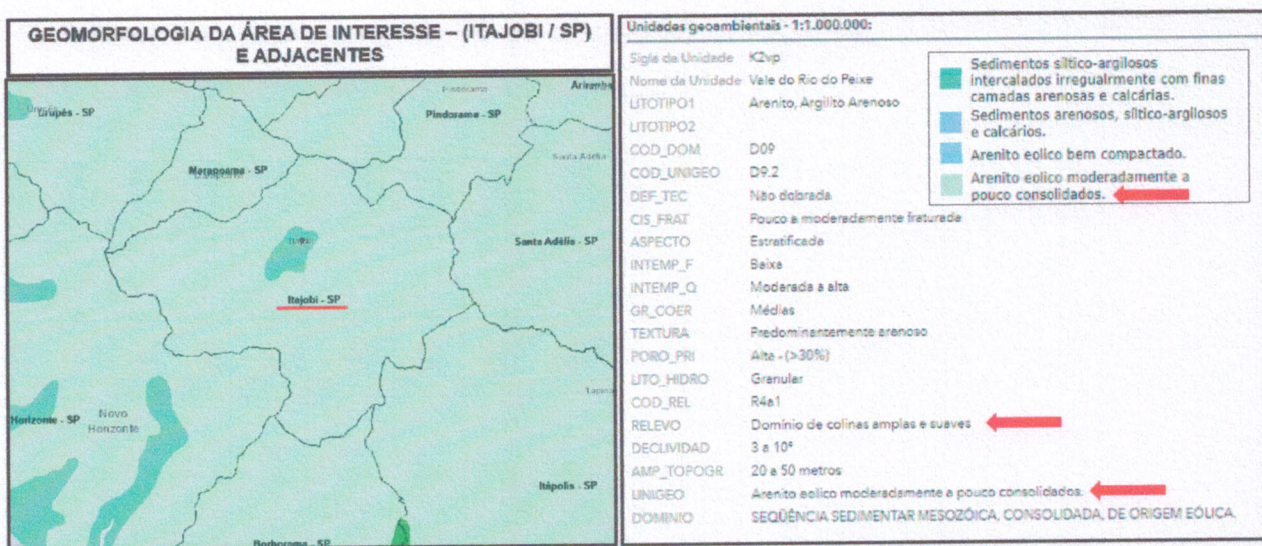 GEOMORFOLOGIA DA ÁREA DE INTERESSE – (ITAJOBI / SP)
E ADJACENTES
Urupês - SP
Pindorama
Pindorama - SP
Marapoama - SP
Santa Adélia
Santa Adélia - SP
Itajobi - SP
Horizonte - SP
Novo
Horizonte
Itápolis - SP
Borborema - SP
Unidades geoambientais - 1:1.000.000:
Sigla da Unidade K2vp
Nome da Unidade Vale do Rio do Peixe
LITOTIPO1 Arenito, Argilito Arenoso
LITOTIPO2
COD_DOM D09
COD_UNIGEO D9.2
DEF_TEC Não dobrada
CIS_FRAT Pouco a moderadamente fraturada
ASPECTO Estratificada
INTEMP_F Baixa
INTEMP_Q Moderada a alta
GR_COER Médias
TEXTURA Predominantemente arenoso
PORO_PRI Alta - (>30%)
LITO_HIDRO Granular
COD_REL R4a1
RELEVO Domínio de colinas amplas e suaves
DECLIVIDAD 3 a 10°
AMP_TOPOGR 20 a 50 metros
UNIGEO Arenito eolico moderadamente a pouco consolidados.
DOMINIO SEQÜÊNCIA SEDIMENTAR MESOZÓICA, CONSOLIDADA, DE ORIGEM EÓLICA.
Sedimentos síltico-argilosos
intercalados irregualrmente com finas
camadas arenosas e calcárias.
Sedimentos arenosos, síltico-argilosos
e calcários.
Arenito eolico bem compactado.
Arenito eolico moderadamente a
pouco consolidados.